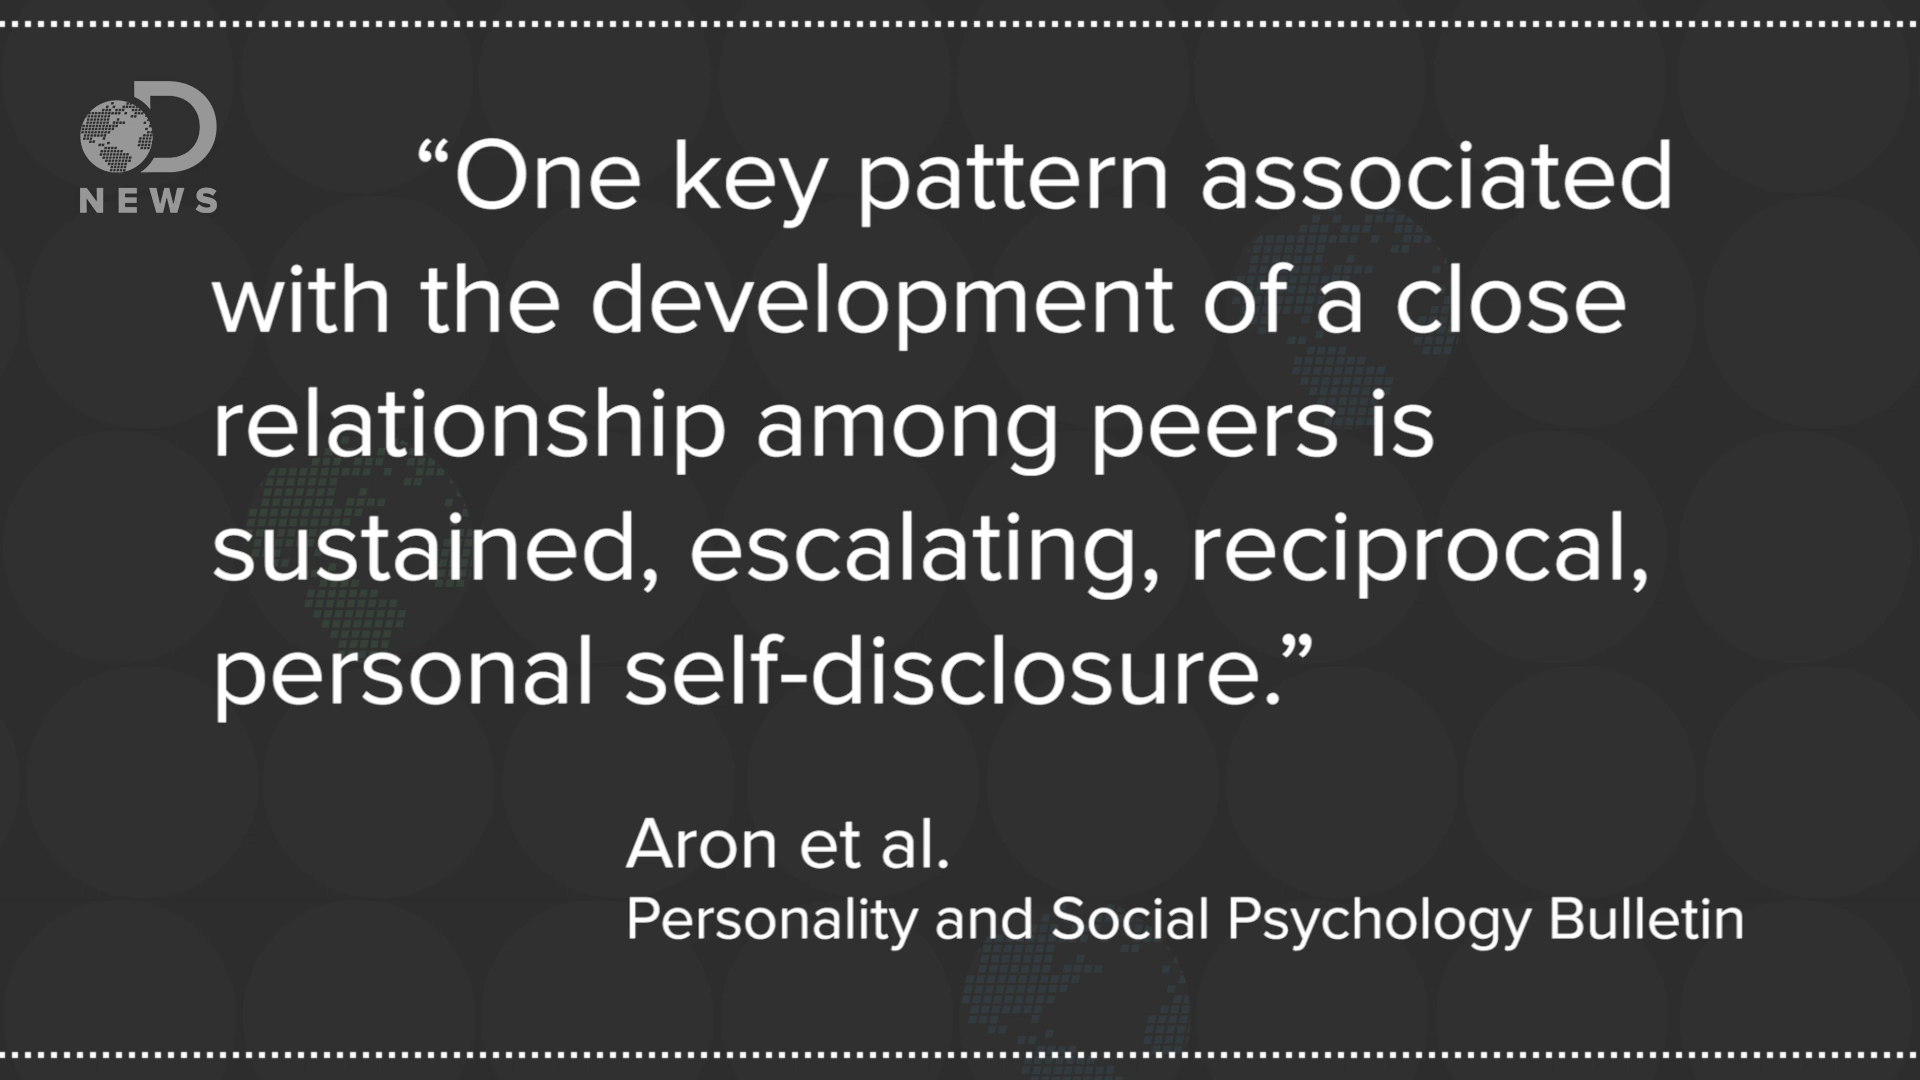 D
NEWS
“One key pattern associated
with the development of a close
relationship among peers is
sustained, escalating, reciprocal,
personal self-disclosure.”
Aron et al.
Personality and Social Psychology Bulletin